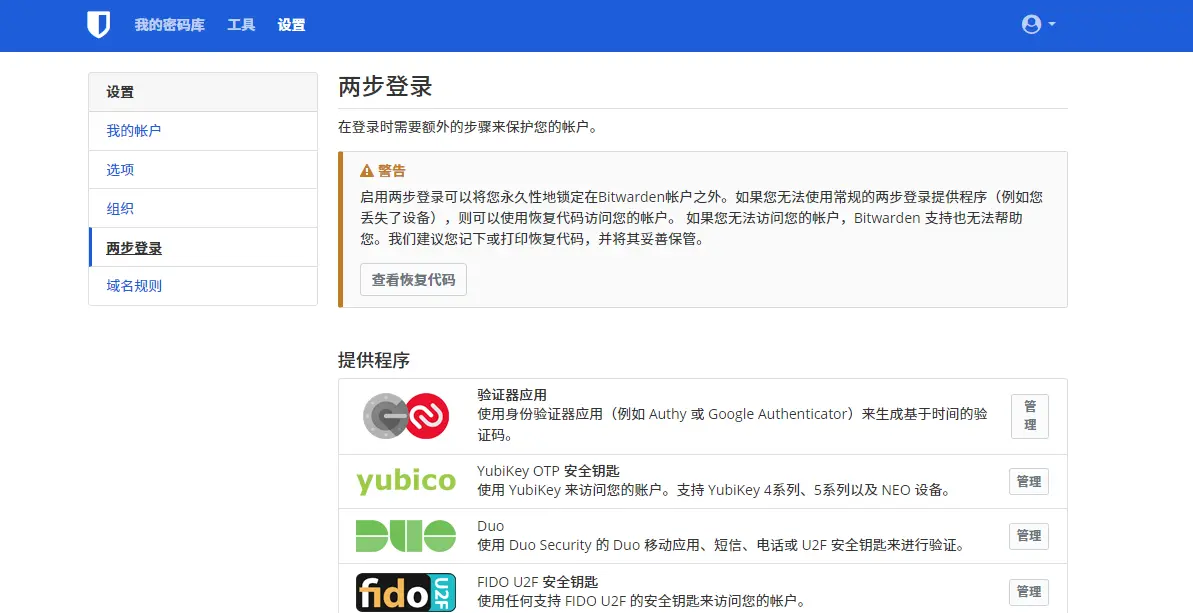 我的密码库 工具 设置
设置
我的帐户
选项
组织
两步登录
域名规则
两步登录
在登录时需要额外的步骤来保护您的帐户。
警告
启用两步登录可以将您永久性地锁定在Bitwarden帐户之外。如果您无法使用常规的两步登录提供程序（例如您
丢失了设备），则可以使用恢复代码访问您的帐户。 如果您无法访问您的帐户，Bitwarden 支持也无法帮助
您。我们建议您记下或打印恢复代码，并将其妥善保管。
查看恢复代码
提供程序
验证器应用
使用身份验证器应用（例如 Authy 或 Google Authenticator）来生成基于时间的验
证码。
管
理
yubico
YubiKey OTP 安全钥匙
使用 YubiKey 来访问您的账户。支持 YubiKey 4系列、5系列以及 NEO 设备。
管理
DUO
Duo
使用 Duo Security 的 Duo 移动应用、短信、电话或 U2F 安全钥匙来进行验证。
管理
fido U2F
FIDO U2F 安全钥匙
使用任何支持 FIDO U2F 的安全钥匙来访问您的帐户。
管理